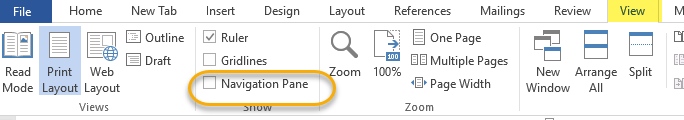 File Home New Tab Insert Design Layout References Mailings Review View M
Read Mode
Print Layout
Web Layout
Outline
Draft
Views
Ruler
Gridlines
Navigation Pane
Show
Zoom
100%
100
One Page
Multiple Pages
Page Width
Zoom
New Window
Arrange All
Split